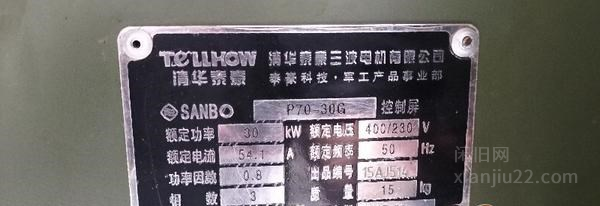 TELLHOW 清华泰豪三波电机有限公司
清华泰豪 泰豪科技·军工产品事业部
SANBO P70-30G 控制屏
额定功率 30 kW 额定电压 400/230 V
额定电流 54.1 A 额定频率 50 Hz
功率因数 0.8 出品编号 15A1514
相数 3 质量 15 kg
闲旧网
xianjiu22.com